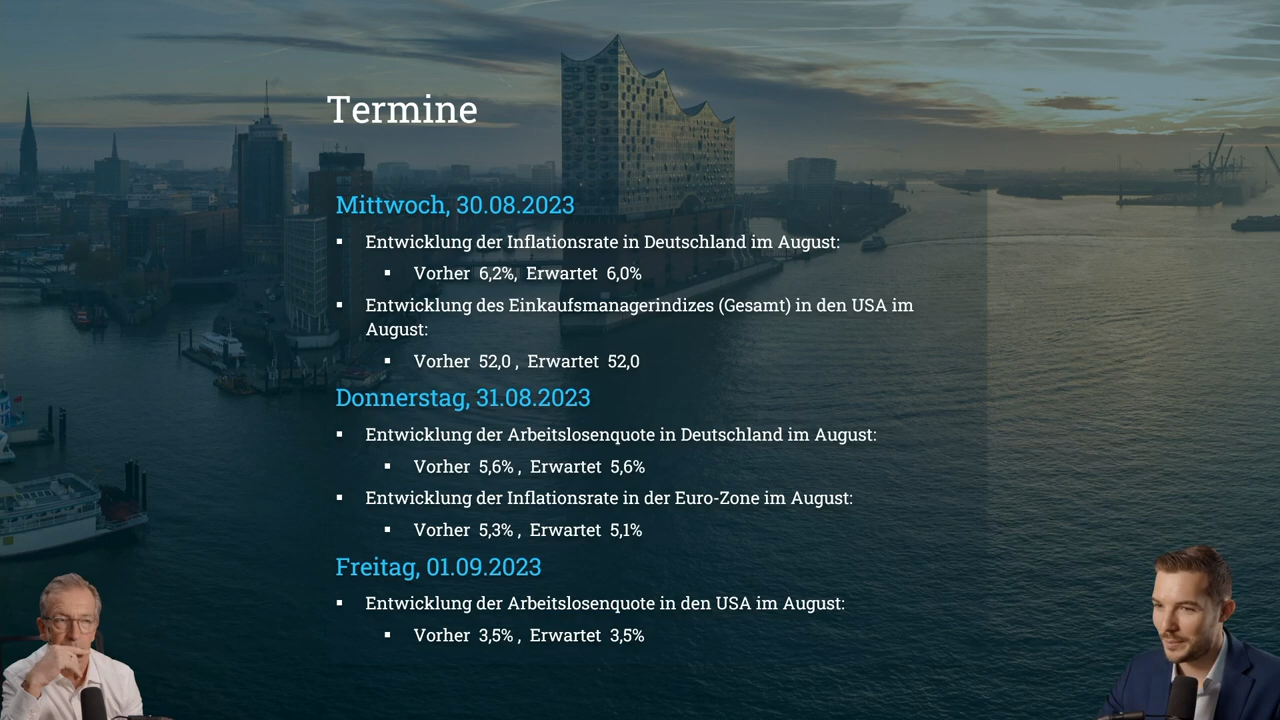 Termine
Mittwoch, 30.08.2023
▪ Entwicklung der Inflationsrate in Deutschland im August:
▪ Vorher 6,2%, Erwartet 6,0%
▪ Entwicklung des Einkaufsmanagerindizes (Gesamt) in den USA im
August:
▪ Vorher 52,0 , Erwartet 52,0
Donnerstag, 31.08.2023
▪ Entwicklung der Arbeitslosenquote in Deutschland im August:
▪ Vorher 5,6% , Erwartet 5,6%
▪ Entwicklung der Inflationsrate in der Euro-Zone im August:
▪ Vorher 5,3% , Erwartet 5,1%
Freitag, 01.09.2023
▪ Entwicklung der Arbeitslosenquote in den USA im August:
▪ Vorher 3,5% , Erwartet 3,5%